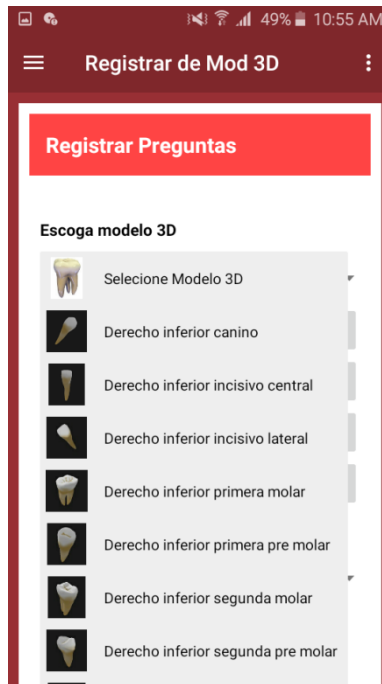 49% 10:55 AM
Registrar de Mod 3D
Registrar Preguntas
Escoga modelo 3D
Selecione Modelo 3D
Derecho inferior canino
Derecho inferior incisivo central
Derecho inferior incisivo lateral
Derecho inferior primera molar
Derecho inferior primera pre molar
Derecho inferior segunda molar
Derecho inferior segunda pre molar